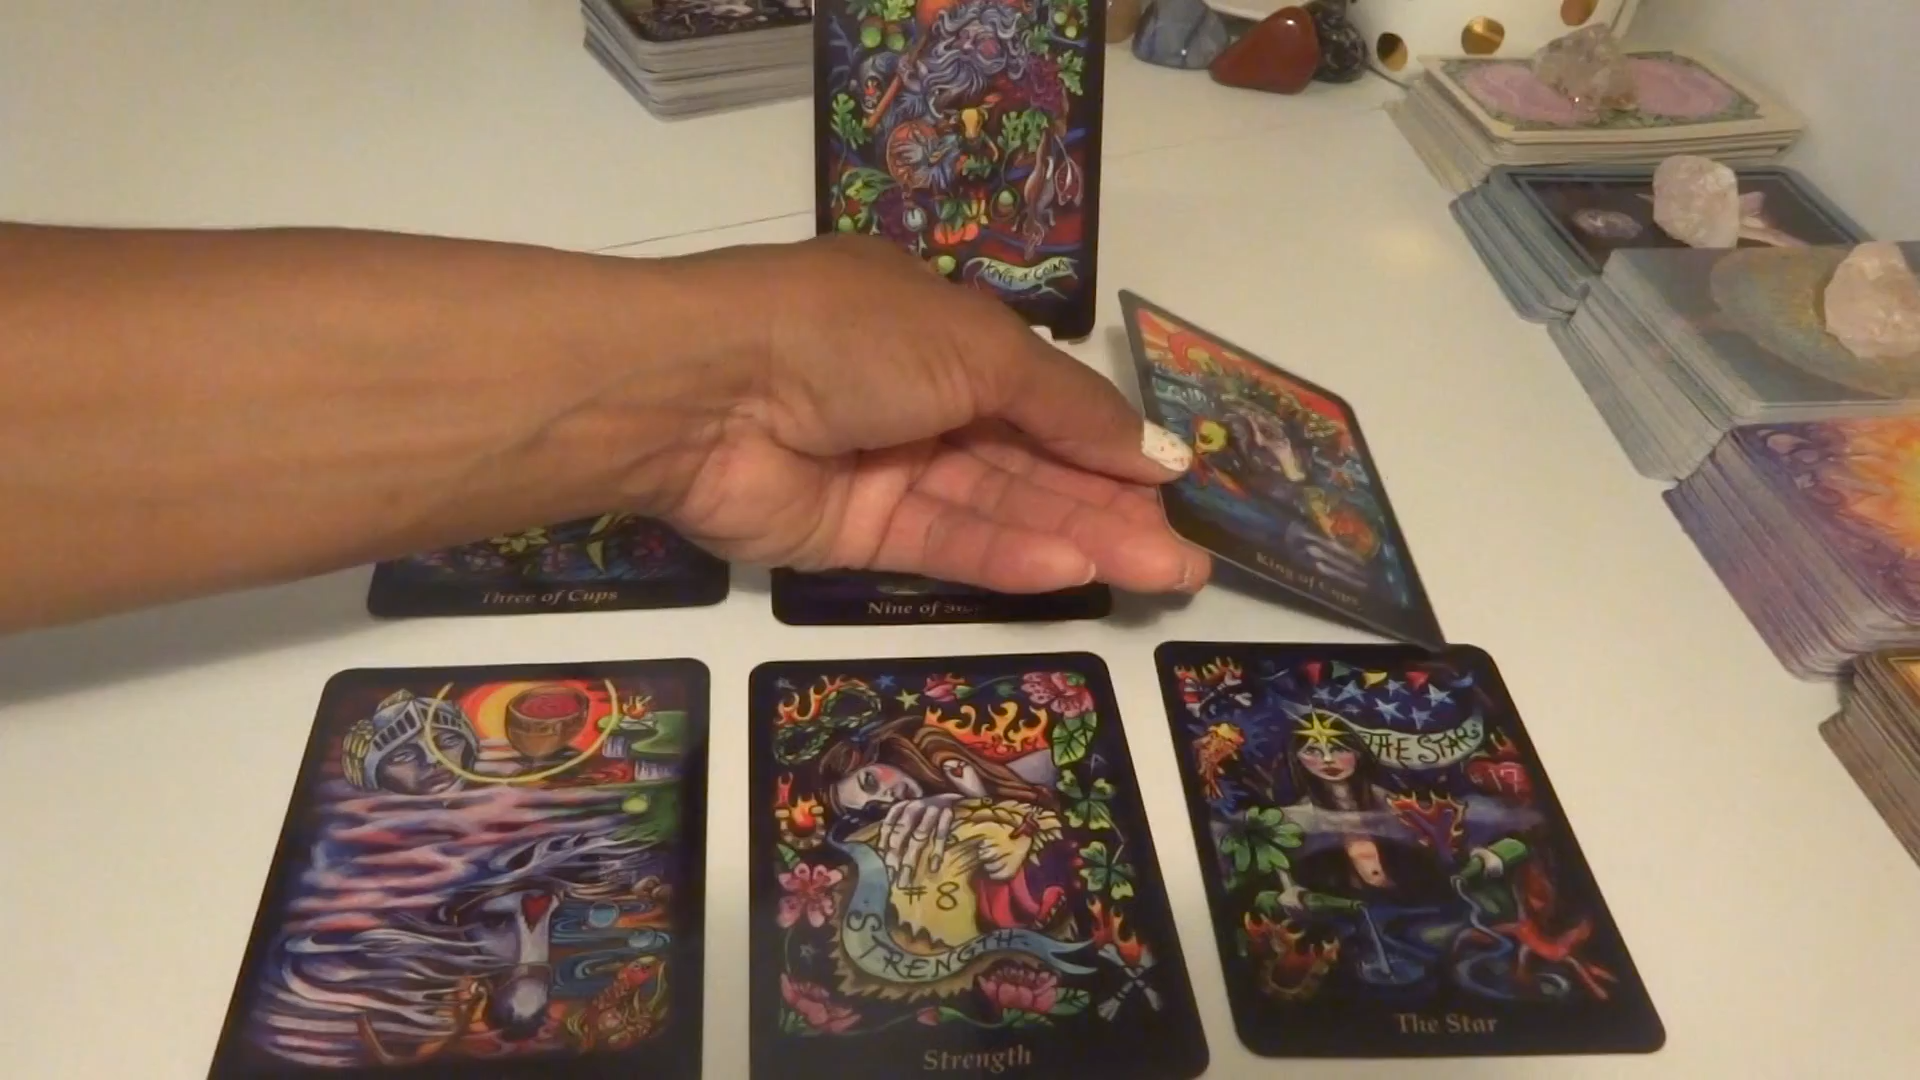 KING of COINS
King of Cups
Three of Cups
Nine of
THE STAR
17
#8
STRENGTH
The Star
Strength